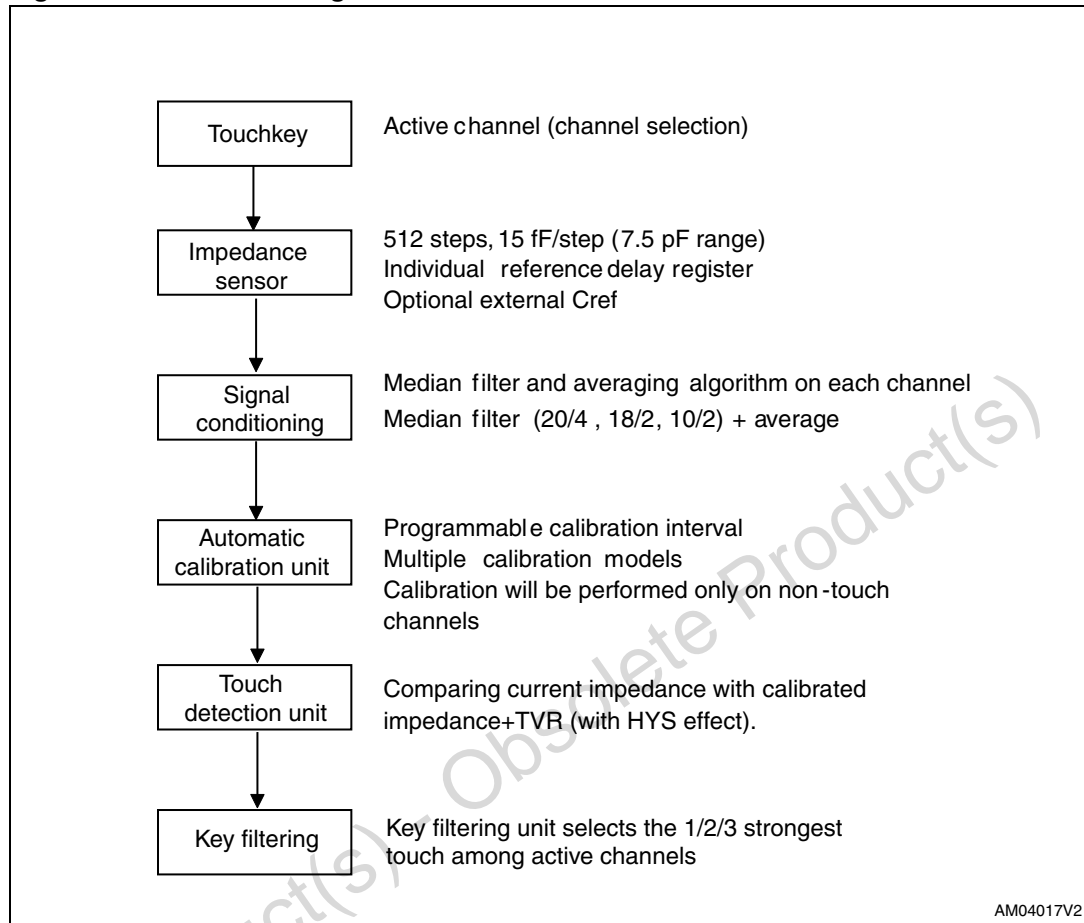 Touchkey
Active channel (channel selection)
Impedance
sensor
512 steps, 15 fF/step (7.5 pF range)
Individual reference delay register
Optional external Cref
Signal
conditioning
Median filter and averaging algorithm on each channel
Median filter (20/4 , 18/2, 10/2) + average
Automatic
calibration unit
Programmable calibration interval
Multiple calibration models
Calibration will be performed only on non-touch
channels
Touch
detection unit
Comparing current impedance with calibrated
impedance+TVR (with HYS effect).
Key filtering
Key filtering unit selects the 1/2/3 strongest
touch among active channels
AM04017V2
ct(s) - Obsolete Product(s)